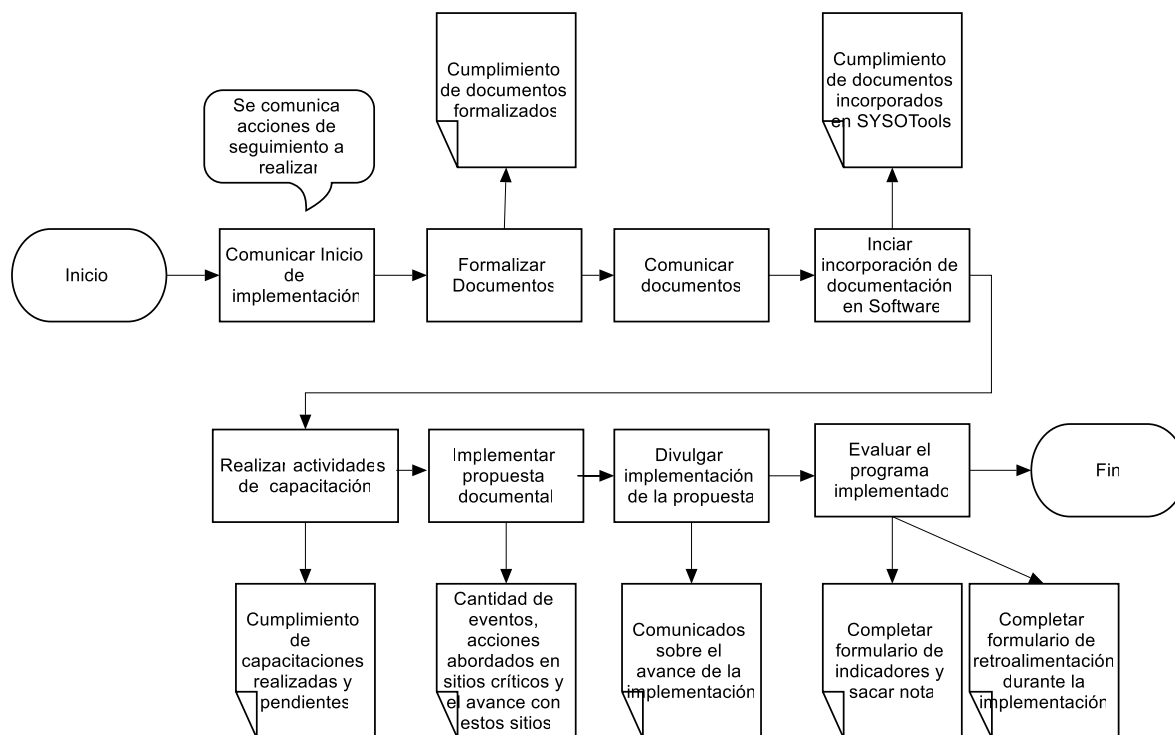 Cumplimiento
de documentos
formalizados
Cumplimiento
de documentos
incorporados
en SYSOTools
Se comunica
acciones de
seguimiento a
realizar
Inicio
Comunicar Inicio
de
implementación
Formalizar
Documentos
Comunicar
documentos
Inciar
incorporación de
documentación
en Software
Realizar actividades
de capacitación
Implementar
propuesta
documental
Divulgar
implementación
de la propuesta
Evaluar el
programa
implementado
Fin
Cumplimiento
de
capacitaciones
realizadas y
pendientes
Cantidad de
eventos,
acciones
abordados en
sitios críticos y
el avance con
estos sitios
Comunicados
sobre el
avance de la
implementación
Completar
formulario de
indicadores y
sacar nota
Completar
formulario de
retroalimentación
durante la
implementación